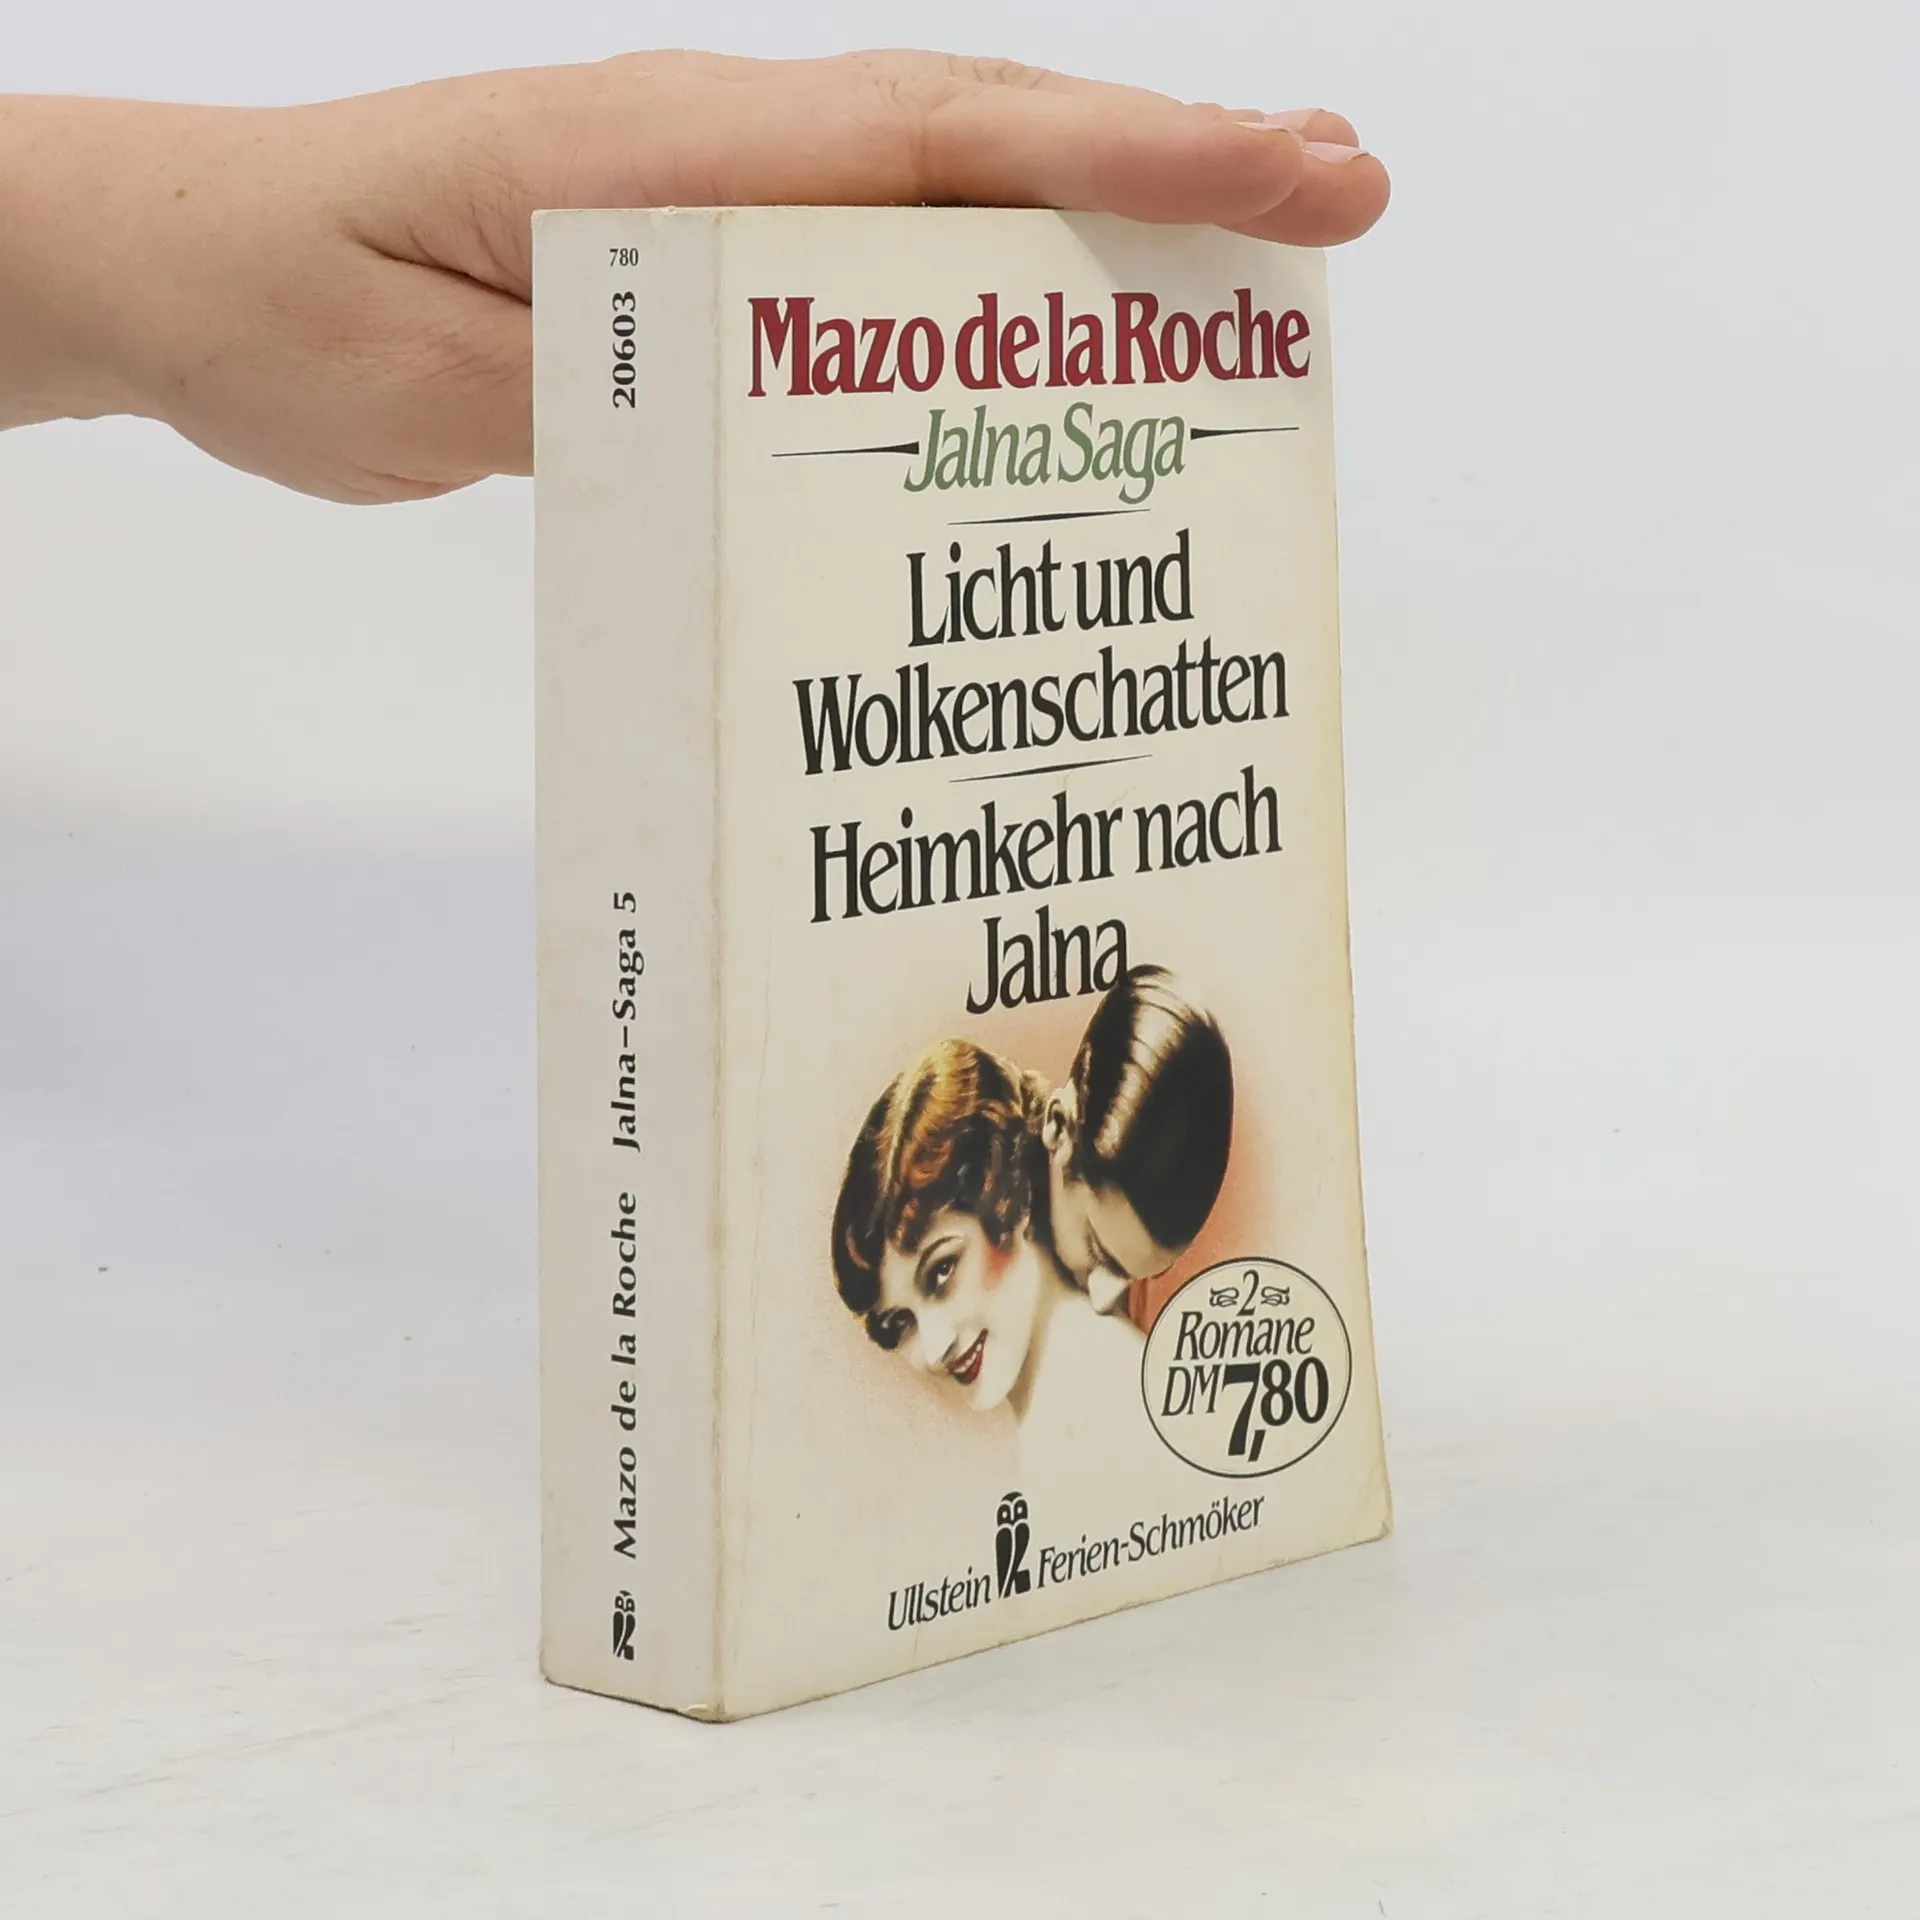 780
20603
Mazo de la Roche Jalna-Saga 5
Mazo de la Roche
Jalna Saga
Licht und
Wolkenschatten
Heimkehr nach
Jalna
2
Romane
DM 7,80
Ullstein Ferien-Schmöker